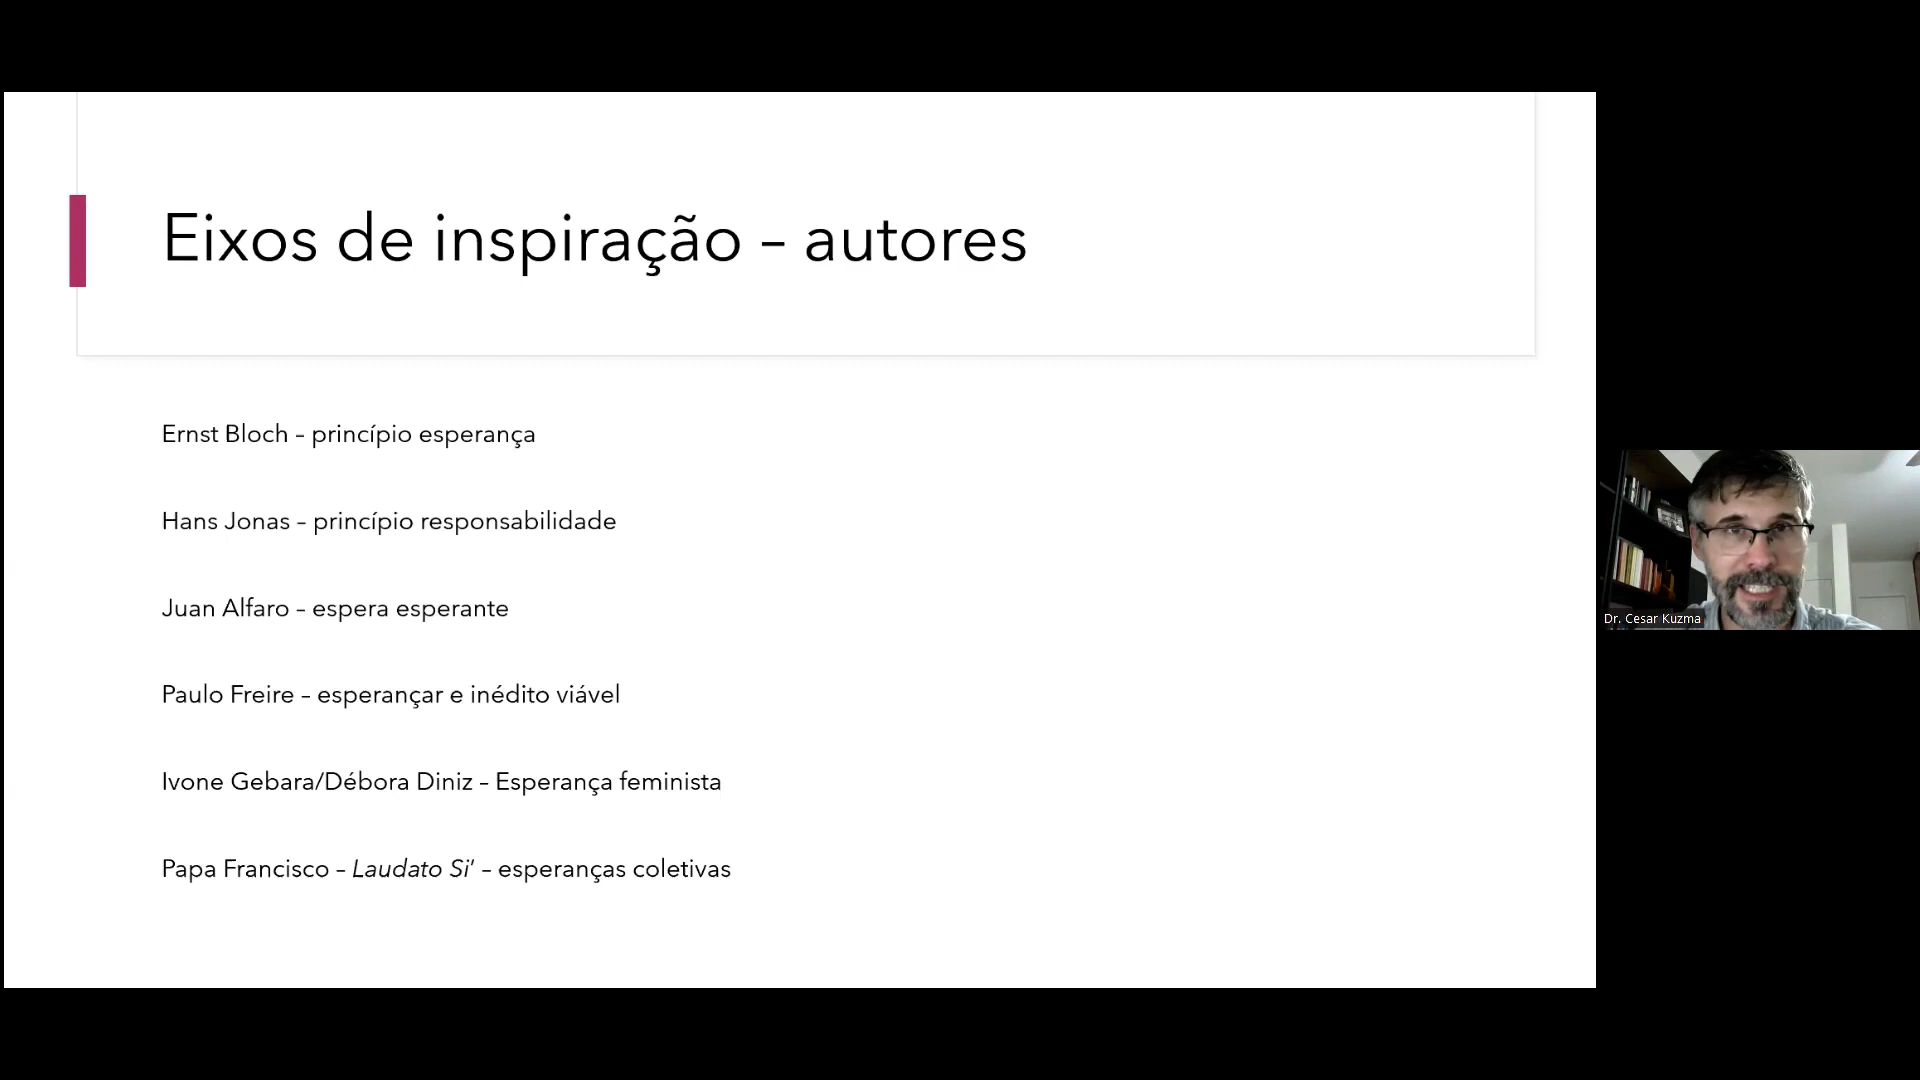 Eixos de inspiração – autores
Ernst Bloch – princípio esperança
Hans Jonas – princípio responsabilidade
Juan Alfaro – espera esperante
Paulo Freire – esperançar e inédito viável
Ivone Gebara/Débora Diniz – Esperança feminista
Papa Francisco – Laudato Si’ – esperanças coletivas
Dr. Cesar Kuzma